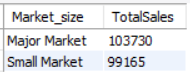 Market_size TotalSales
Major Market 103730
Small Market 99165